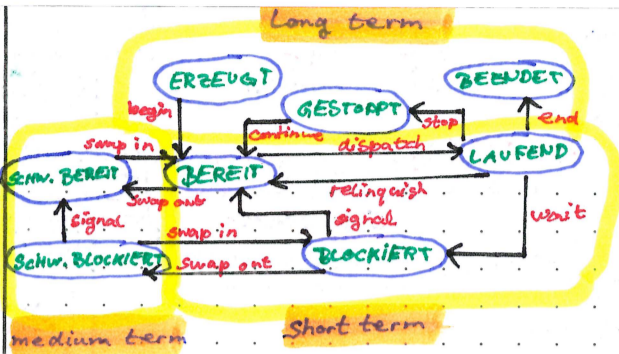 Long term
ERZEUGT
BEENDET
begin
GESTOPPT
stop
end
continue
swap in
dispatch
LAUFEND
SCHW. BEREIT
BEREIT
swap out
relinquish
signal
signal
wait
swap in
SCHW. BLOCKIERT
BLOCKIERT
swap out
medium term
Short term